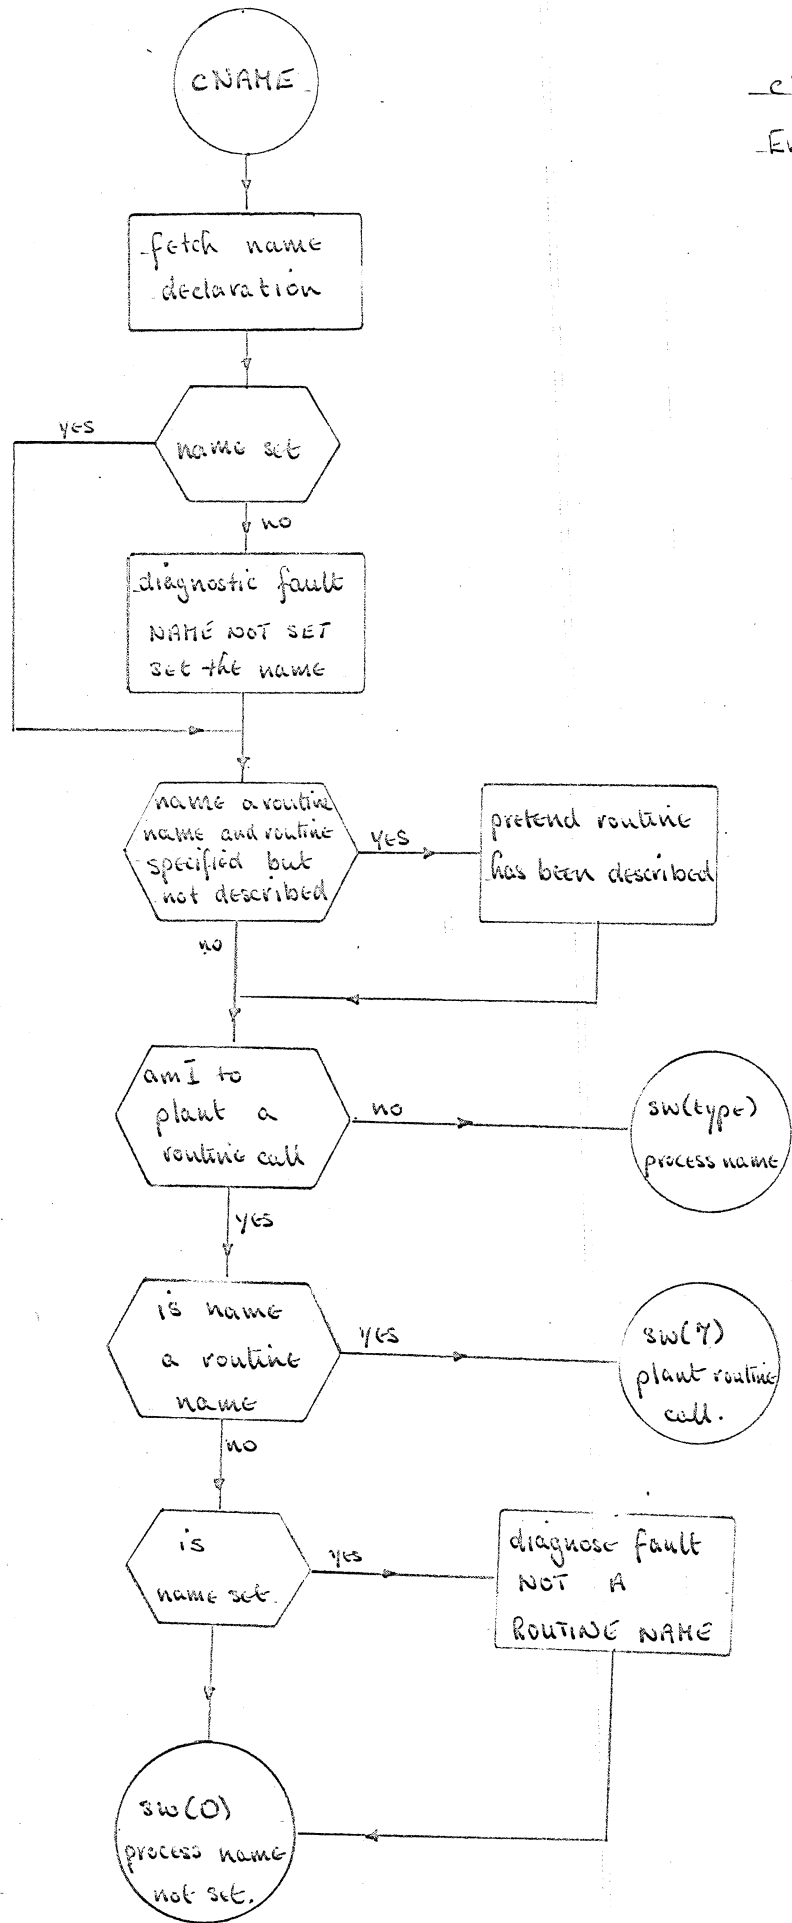 cNAME
fetch name
declaration
name set
yes
no
diagnostic fault
NAME NOT SET
set the name
name a routine
name and routine
specified but
not described
yes
pretend routine
has been described
no
am I to
plant a
routine call
no
sw(type)
process name
yes
is name
a routine
name
yes
sw(7)
plant routine
call.
no
is
name set.
yes
diagnose fault
NOT A
ROUTINE NAME
sw(0)
process name
not set.